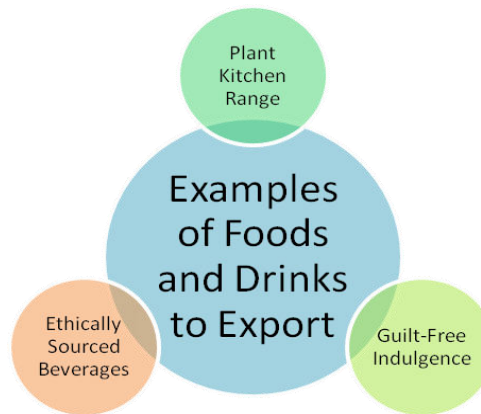 Plant
Kitchen
Range
Examples
of Foods
and Drinks
to Export
Ethically
Sourced
Beverages
Guilt-Free
Indulgence